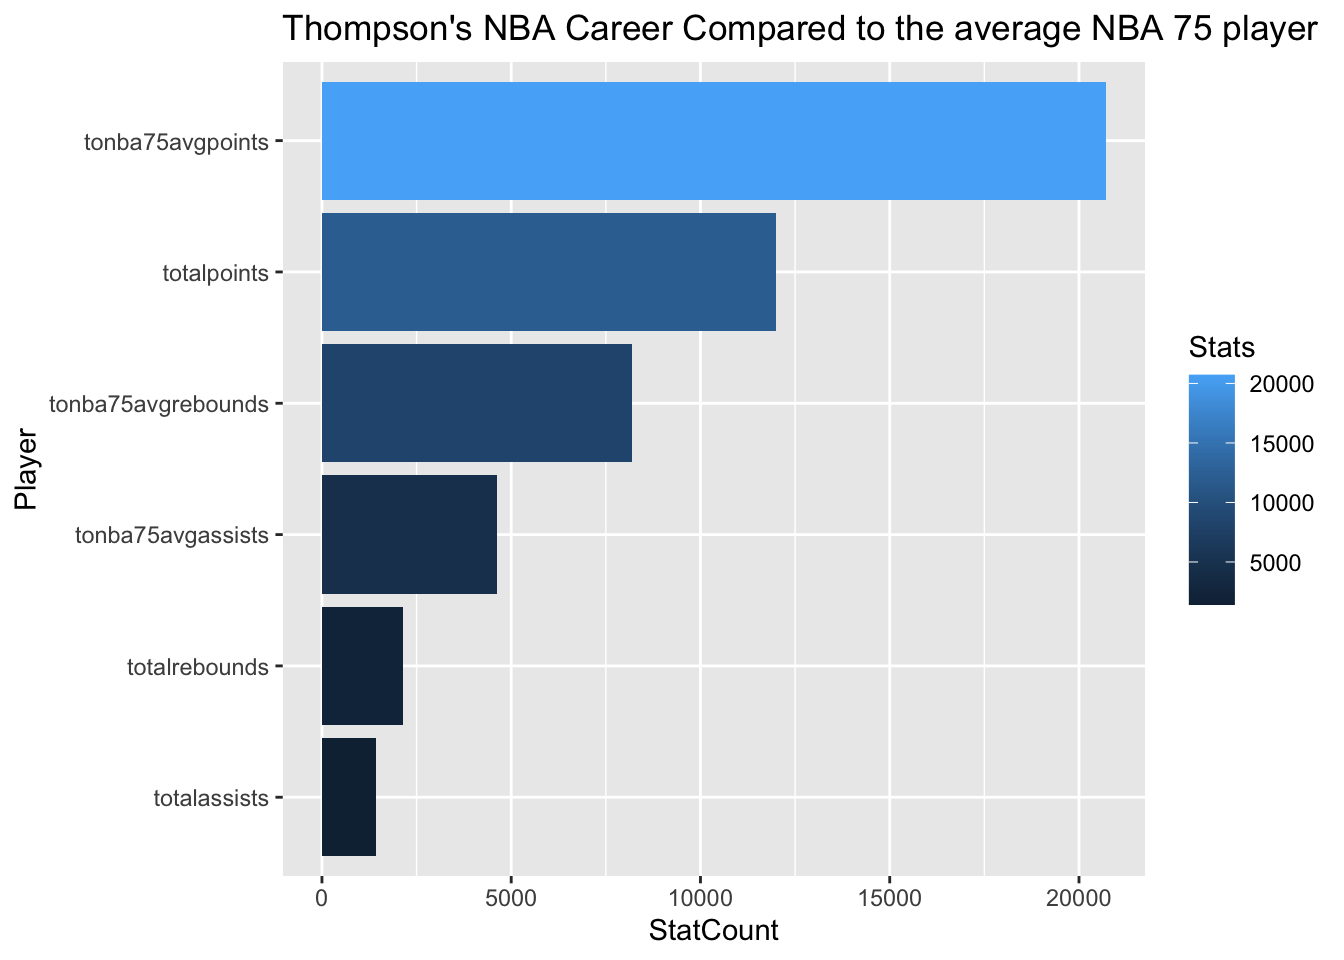 Thompson's NBA Career Compared to the average NBA 75 player
tonba75avgpoints
totalpoints
tonba75avgrebounds
tonba75avgassists
totalrebounds
totalassists
Player
0 5000 10000 15000 20000
StatCount
Stats
20000
15000
10000
5000